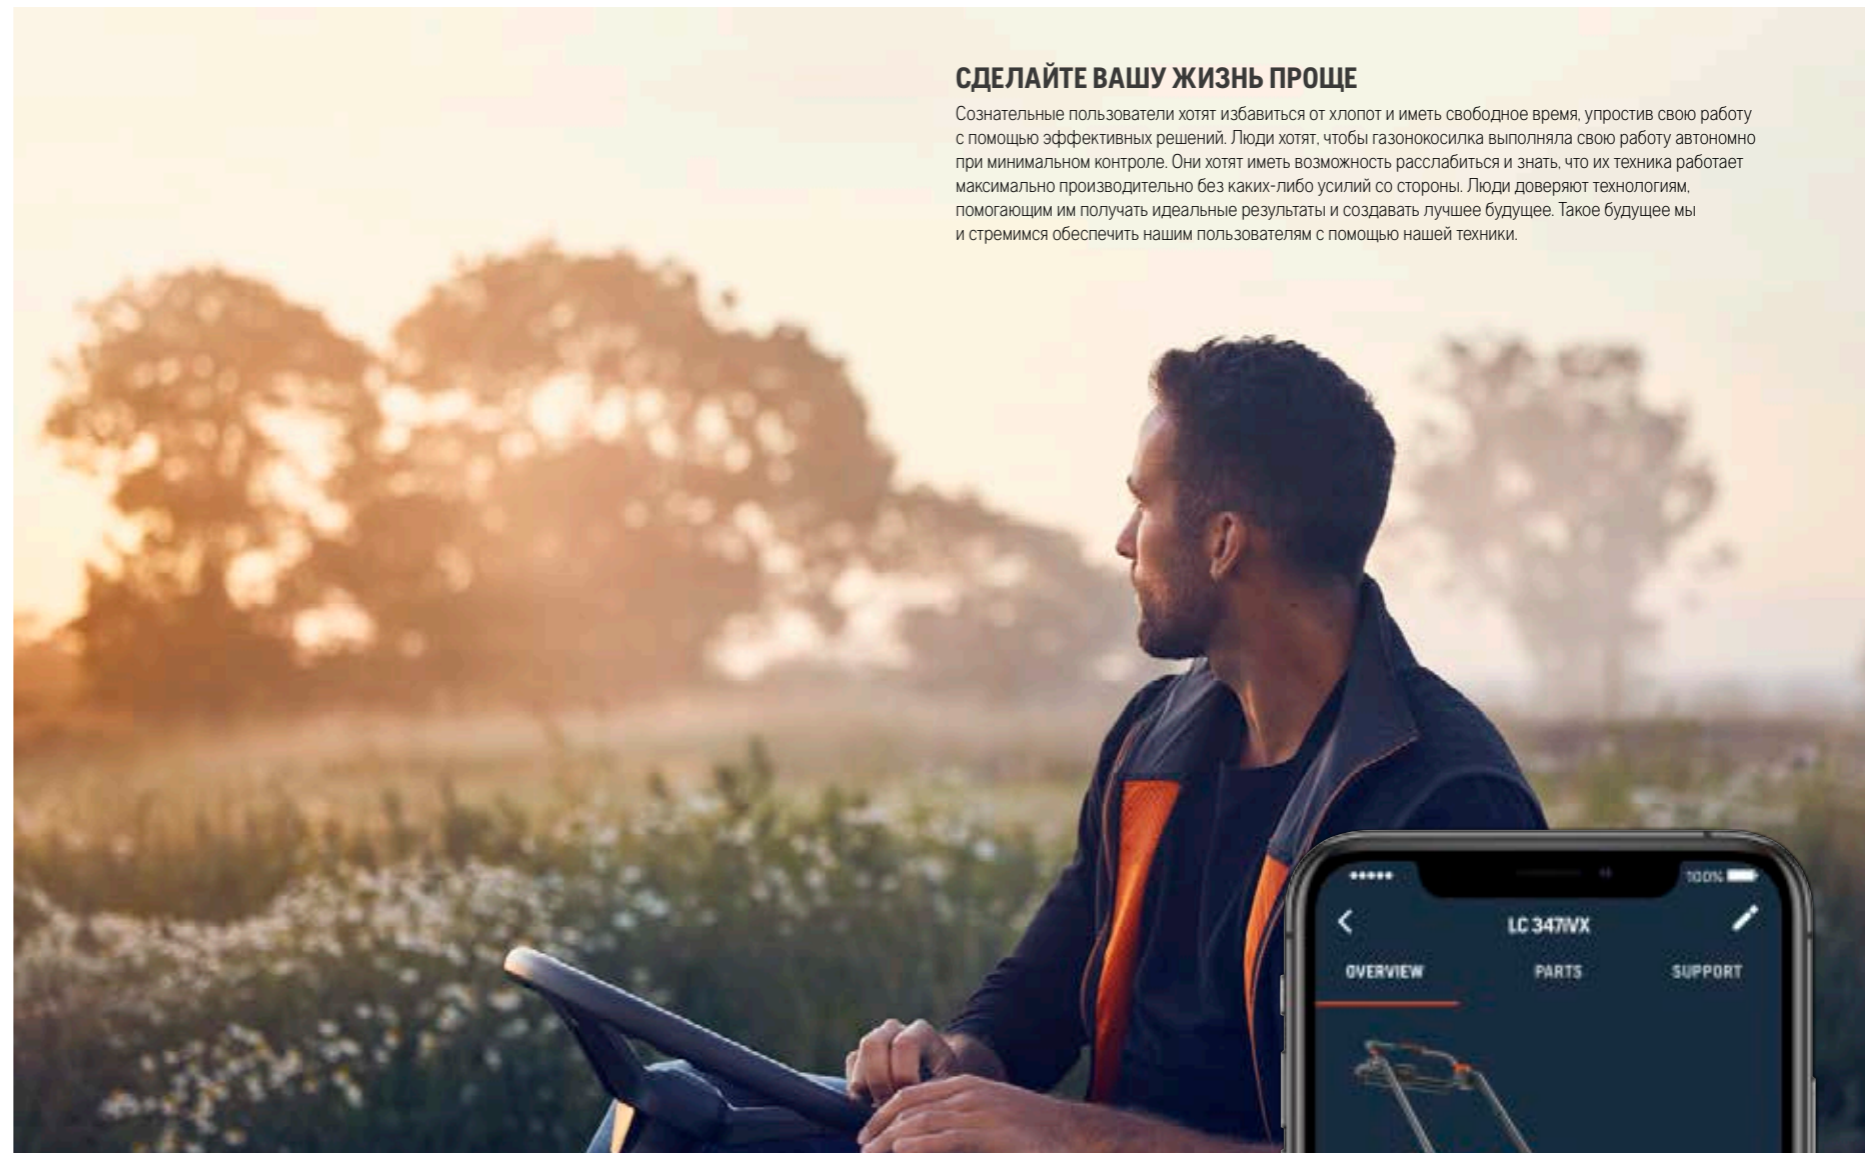 СДЕЛАЙТЕ ВАШУ ЖИЗНЬ ПРОЩЕ
Сознательные пользователи хотят избавиться от хлопот и иметь свободное время, упростив свою работу
с помощью эффективных решений. Люди хотят, чтобы газонокосилка выполняла свою работу автономно
при минимальном контроле. Они хотят иметь возможность расслабиться и знать, что их техника работает
максимально производительно без каких-либо усилий со стороны. Люди доверяют технологиям,
помогающим им получать идеальные результаты и создавать лучшее будущее. Такое будущее мы
и стремимся обеспечить нашим пользователям с помощью нашей техники.
100%
LC 347iVX
OVERVIEW PARTS SUPPORT